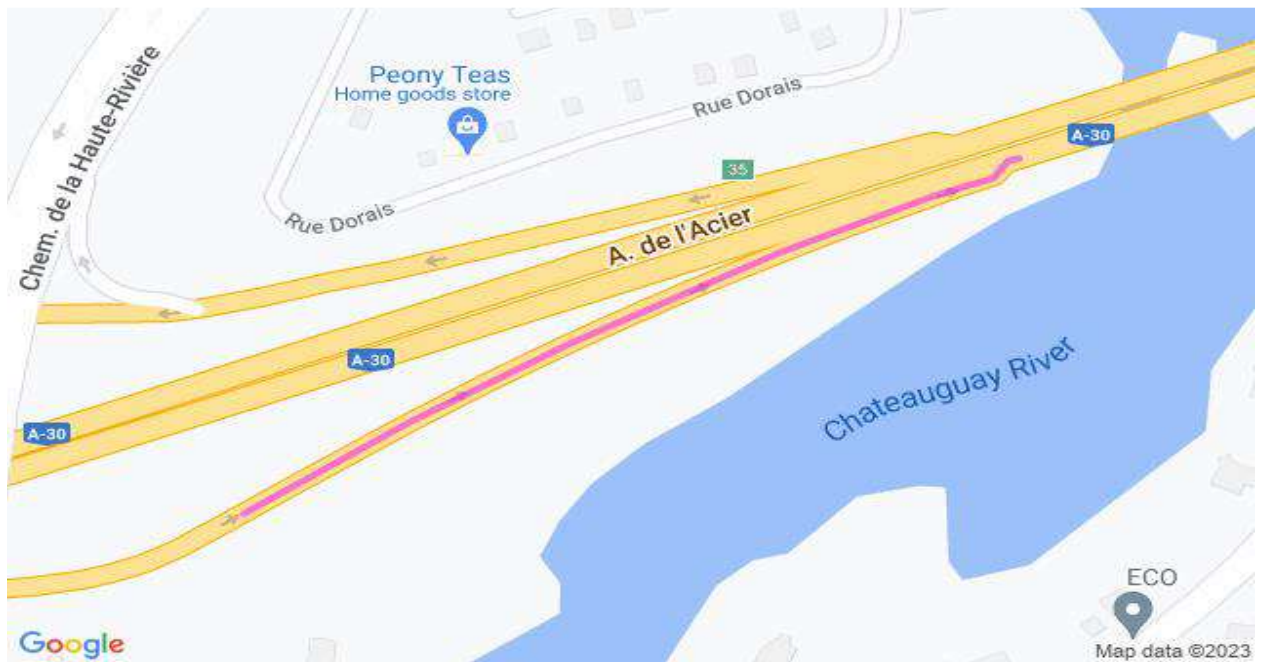 Chem. de la Haute-Rivière
Peony Teas
Home goods store
Rue Dorais
Rue Dorais
35
A-30
A. de l'Acier
A-30
A-30
Chateauguay River
ECO
Google
Map data ©2023